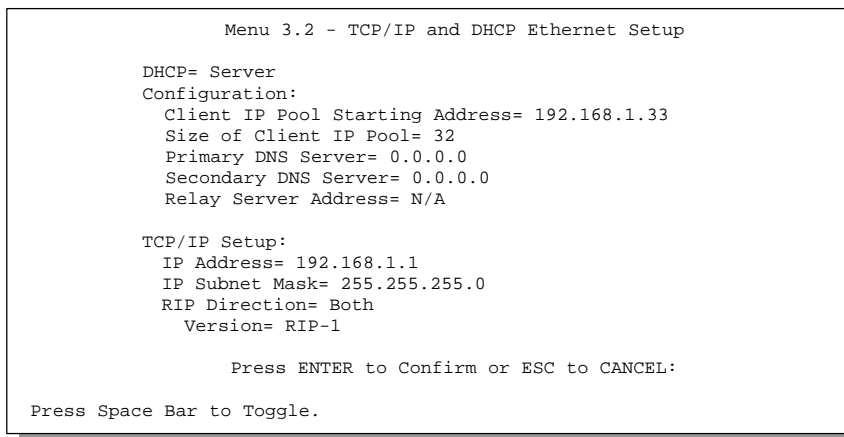 Menu 3.2 - TCP/IP and DHCP Ethernet Setup
DHCP= Server
Configuration:
Client IP Pool Starting Address= 192.168.1.33
Size of Client IP Pool= 32
Primary DNS Server= 0.0.0.0
Secondary DNS Server= 0.0.0.0
Relay Server Address= N/A
TCP/IP Setup:
IP Address= 192.168.1.1
IP Subnet Mask= 255.255.255.0
RIP Direction= Both
Version= RIP-1
Press ENTER to Confirm or ESC to CANCEL:
Press Space Bar to Toggle.